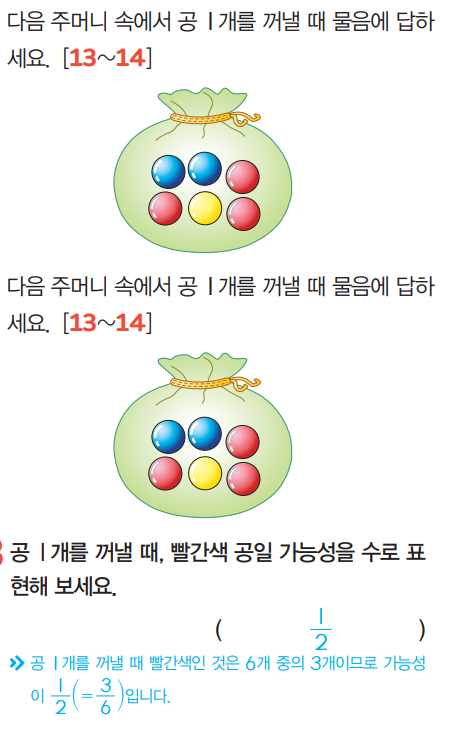 다음 주머니 속에서 공 1개를 꺼낼 때 물음에 답하
세요. [13~14]
다음 주머니 속에서 공 1개를 꺼낼 때 물음에 답하
세요. [13~14]
공 1개를 꺼낼 때, 빨간색 공일 가능성을 수로 표
현해 보세요.
( 1/2 )
≫ 공 1개를 꺼낼 때 빨간색인 것은 6개 중의 3개이므로 가능성
이 1/2(=3/6)입니다.